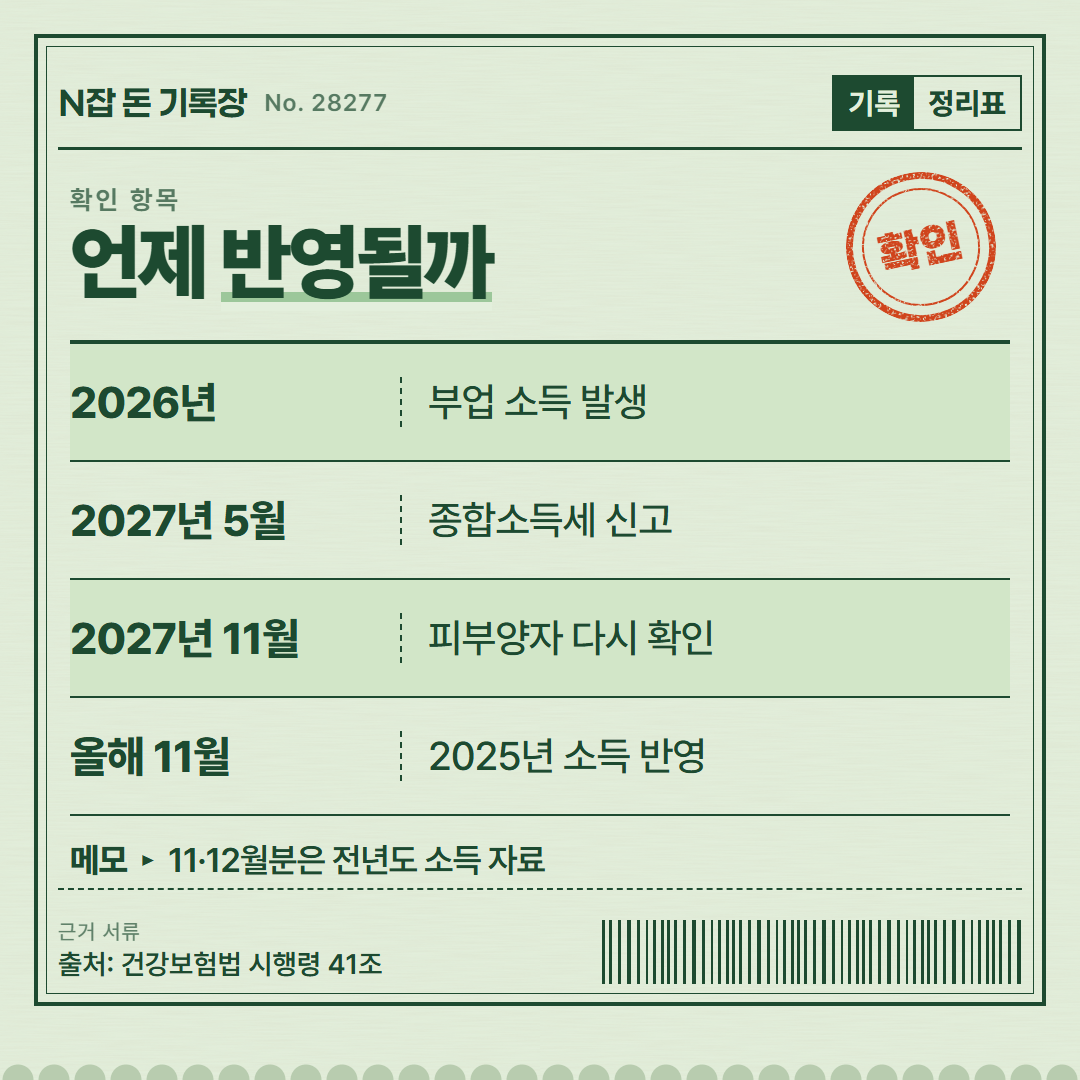 N잡 돈 기록장 No. 28277
기록 정리표
확인 항목
언제 반영될까
확인
2026년 부업 소득 발생
2027년 5월 종합소득세 신고
2027년 11월 피부양자 다시 확인
올해 11월 2025년 소득 반영
메모 ▸ 11·12월분은 전년도 소득 자료
근거 서류
출처: 건강보험법 시행령 41조